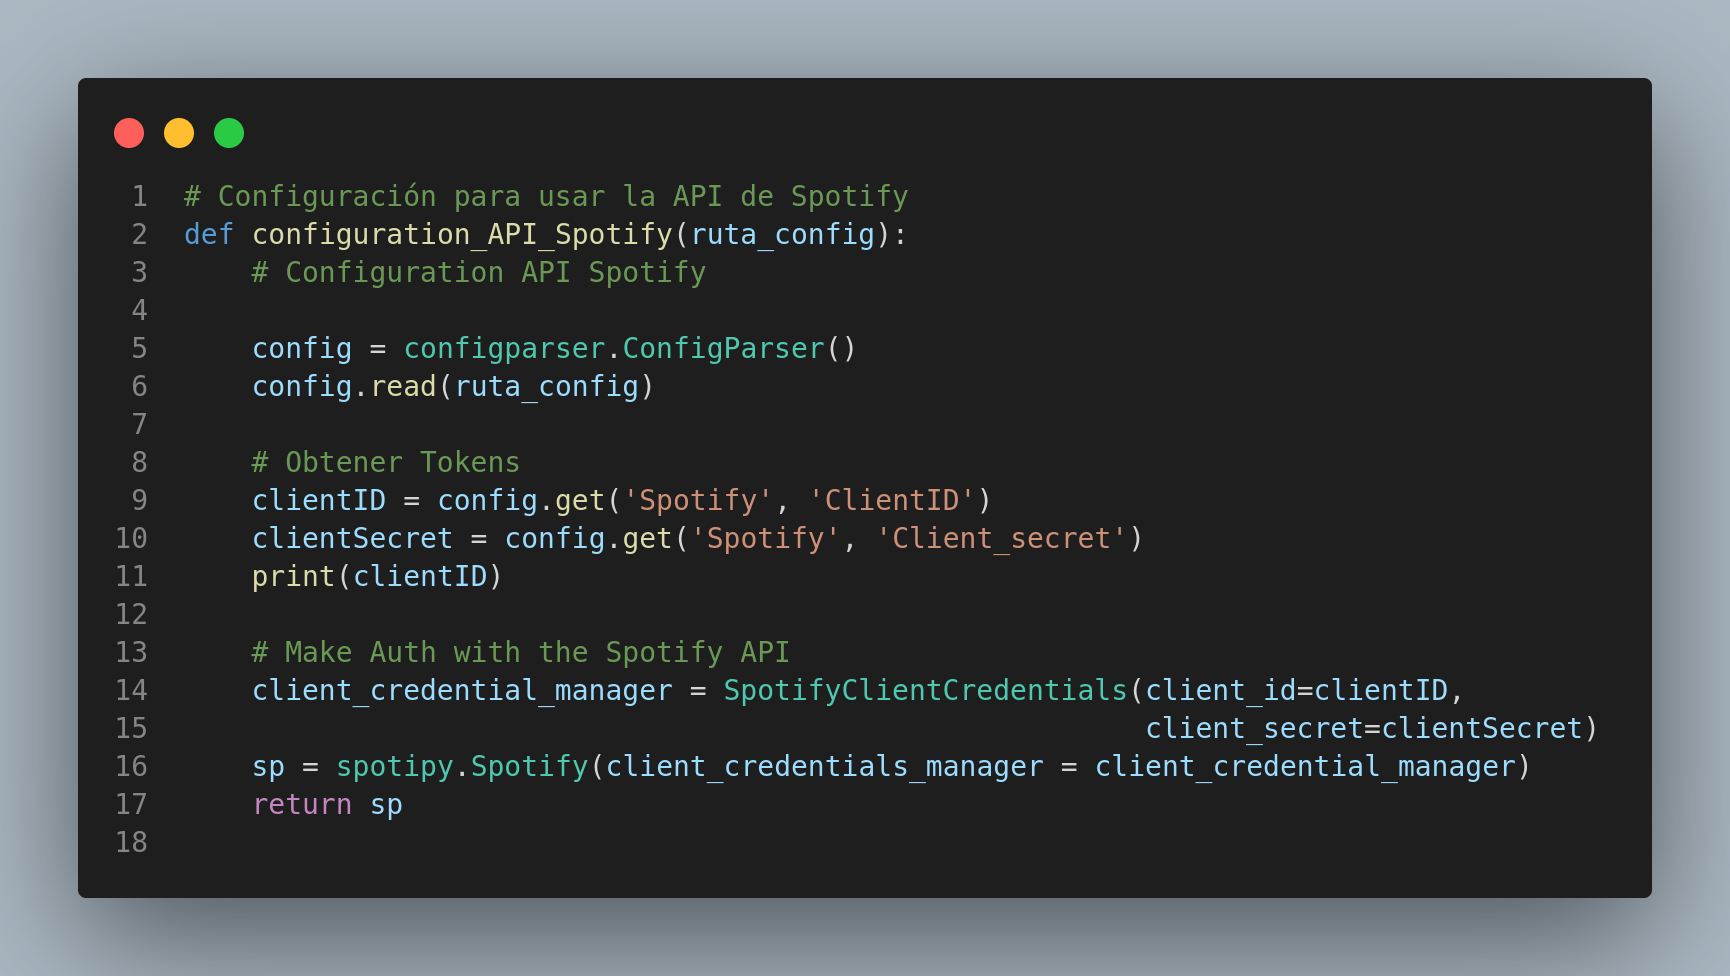 1 # Configuración para usar la API de Spotify
2 def configuration_API_Spotify(ruta_config):
3     # Configuration API Spotify
4
5     config = configparser.ConfigParser()
6     config.read(ruta_config)
7
8     # Obtener Tokens
9     clientID = config.get('Spotify', 'ClientID')
10     clientSecret = config.get('Spotify', 'Client_secret')
11     print(clientID)
12
13     # Make Auth with the Spotify API
14     client_credential_manager = SpotifyClientCredentials(client_id=clientID,
15                                                          client_secret=clientSecret)
16     sp = spotipy.Spotify(client_credentials_manager = client_credential_manager)
17     return sp
18